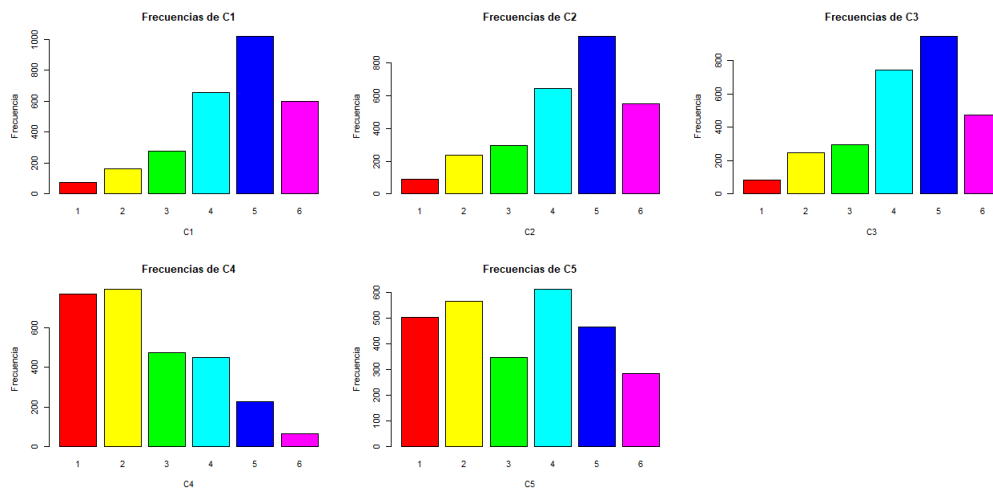 Frecuencias de C1
Frecuencia
1000
800
600
400
200
0
1 2 3 4 5 6
C1
Frecuencias de C2
Frecuencia
800
600
400
200
0
1 2 3 4 5 6
C2
Frecuencias de C3
Frecuencia
800
600
400
200
0
1 2 3 4 5 6
C3
Frecuencias de C4
Frecuencia
600
400
200
0
1 2 3 4 5 6
C4
Frecuencias de C5
Frecuencia
600
500
400
300
200
100
0
1 2 3 4 5 6
C5